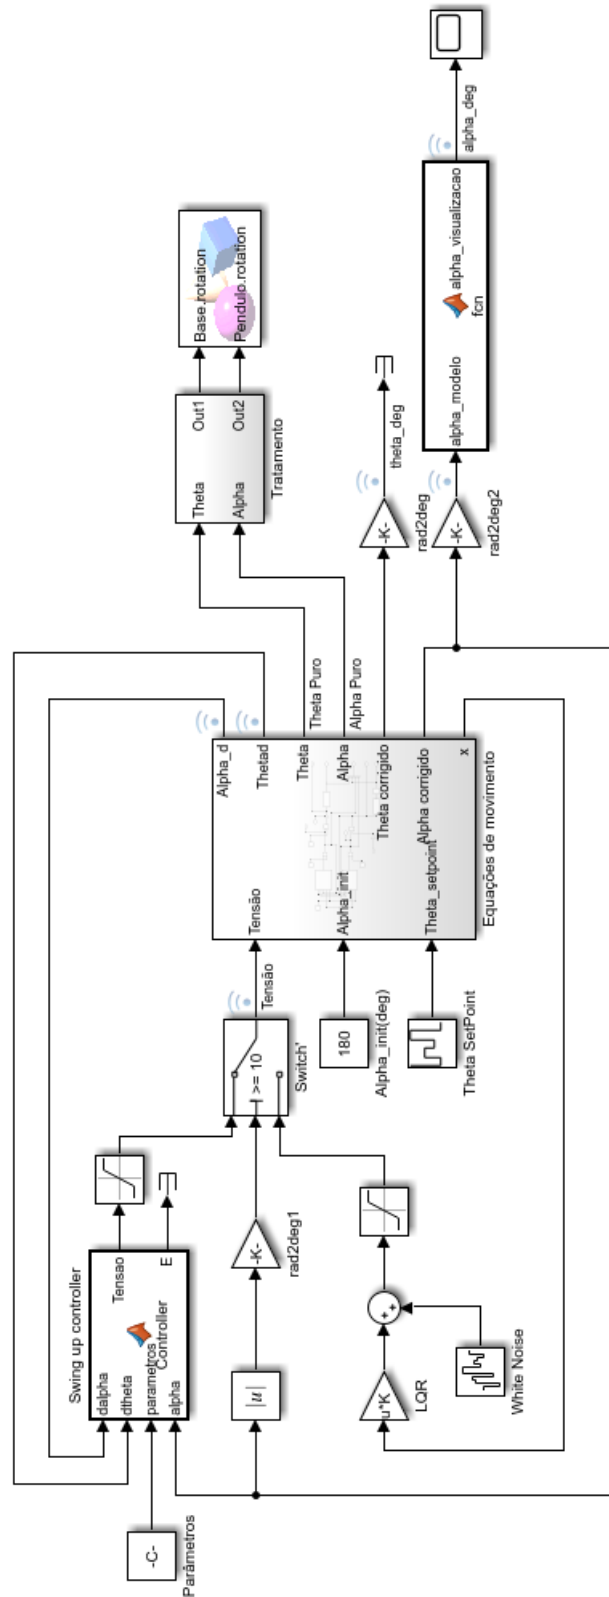 Swing up controller
dalpha
dtheta
parametros
alpha
Tensao
E
Controller
-C-
Parâmetros
|u|
-K-
rad2deg1
u*K
LQR
++
White Noise
>= 10
Switch'
Tensão
180
Alpha_init(deg)
Theta SetPoint
Tensão
Alpha_init
Theta_setpoint
Alpha_d
Thetad
Theta
Alpha
Theta corrigido
Alpha corrigido
x
Equações de movimento
Theta Puro
Alpha Puro
Theta
Alpha
Out1
Out2
Tratamento
Base.rotation
Pendulo.rotation
-K-
rad2deg
theta_deg
-K-
rad2deg2
alpha_modelo
alpha_visualizacao
fcn
alpha_deg